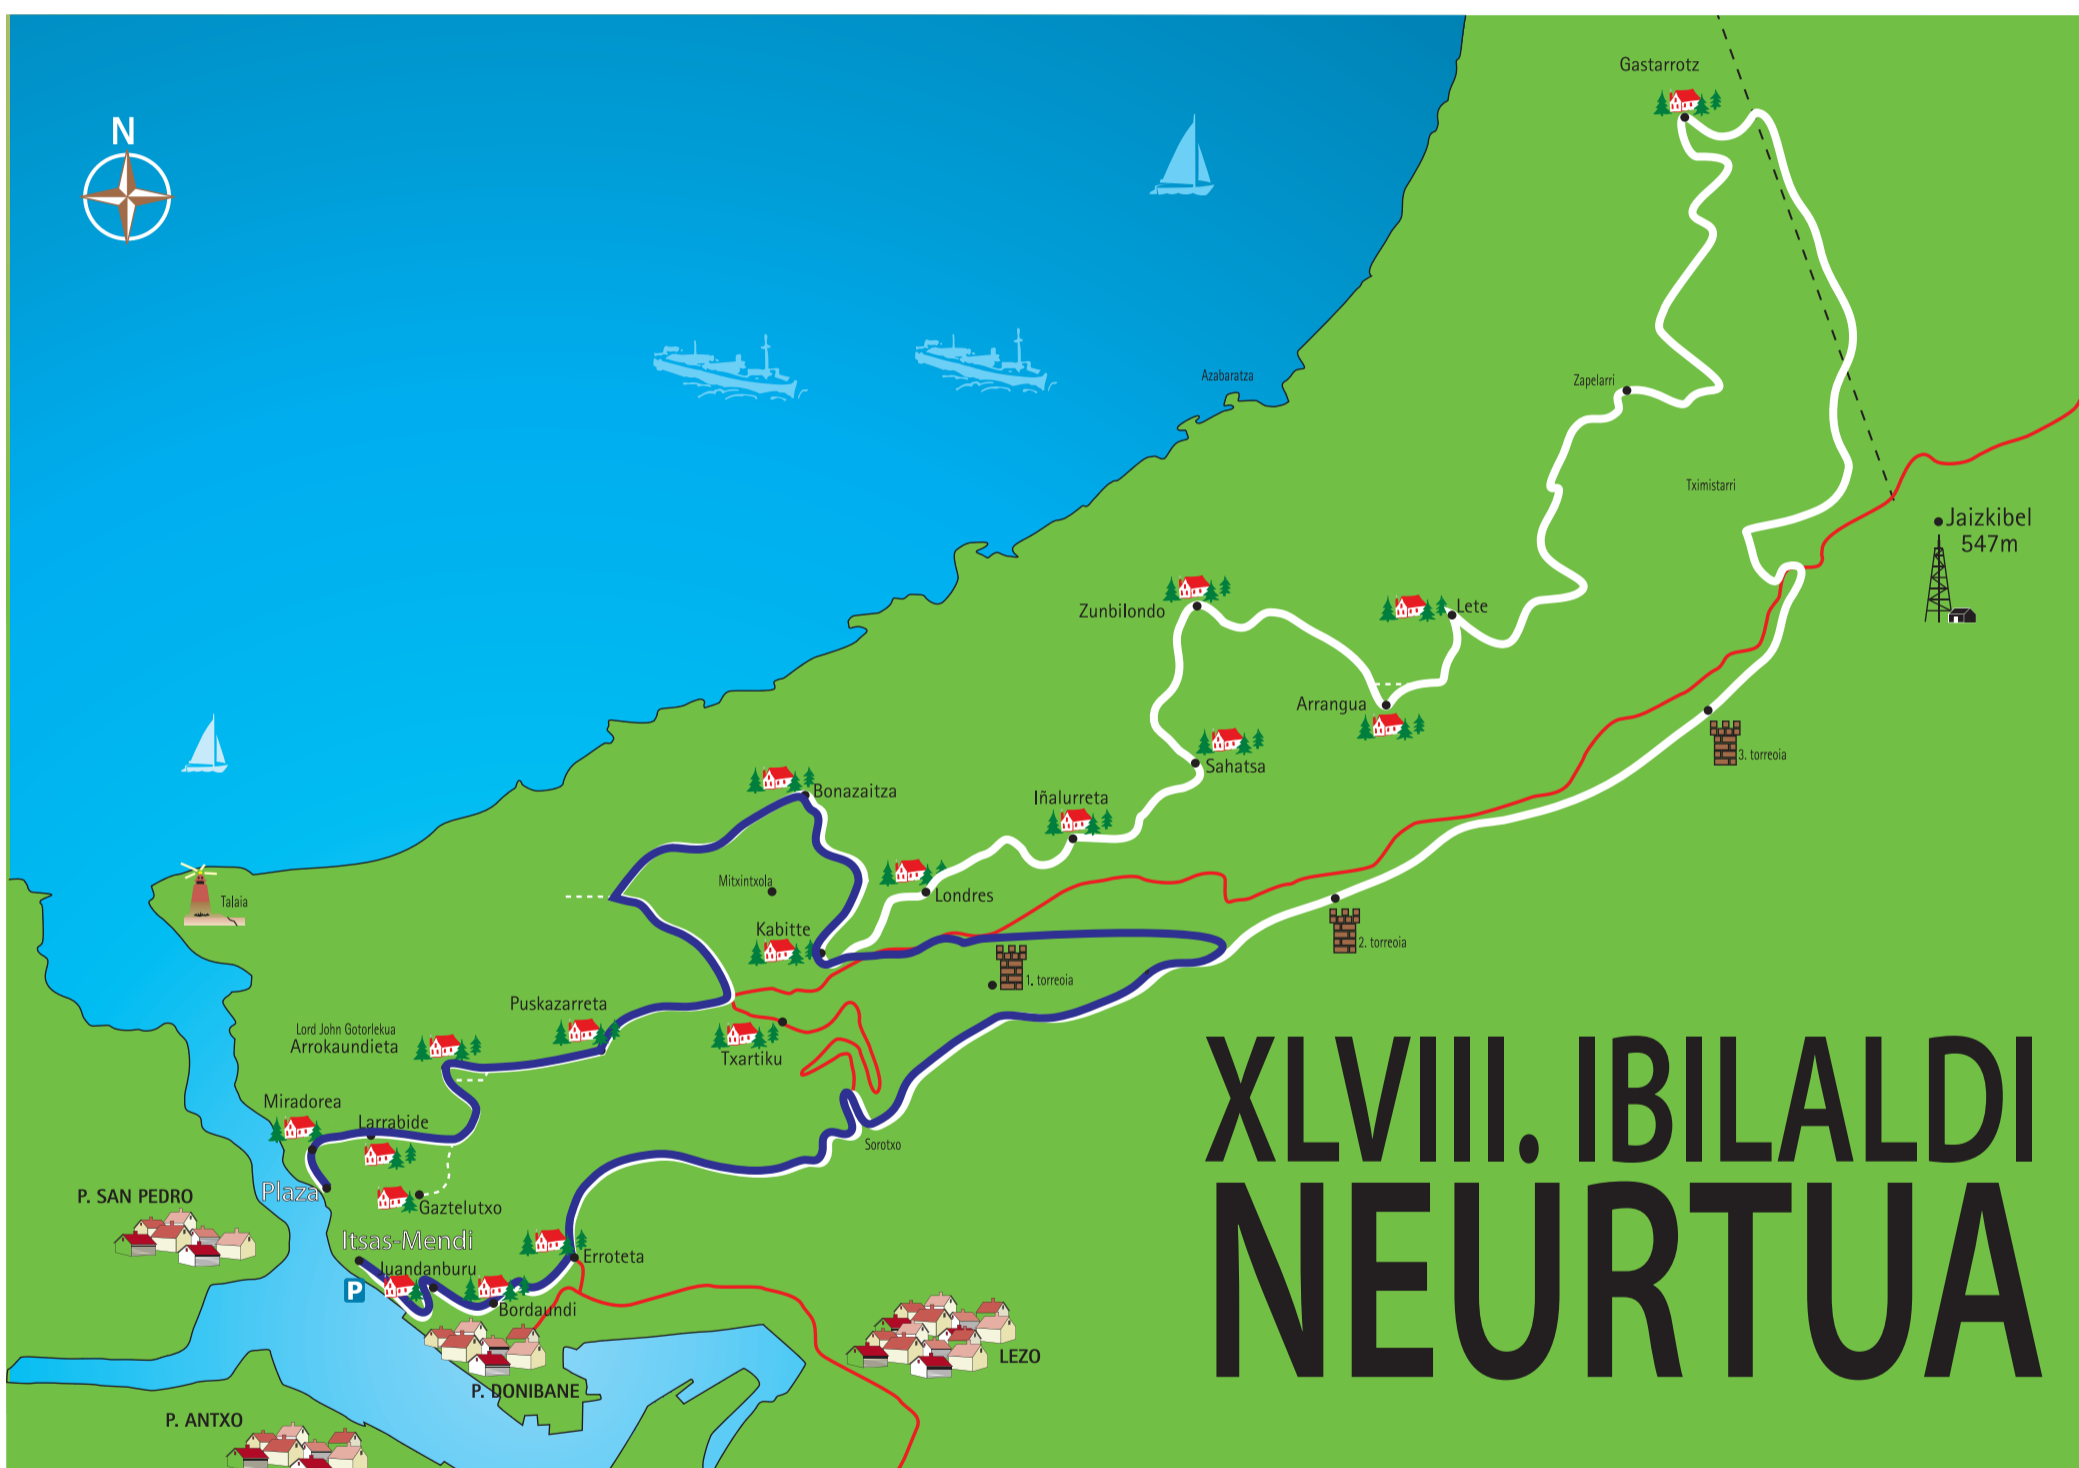 Gastarrotz
N
Azabaratza
Zapelarri
Tximistarri
Jaizkibel
547m
Zunbilondo
Lete
Arrangua
3. torreoia
Sahatsa
Bonazaitza
Iñalurreta
Mitxintxola
Londres
Talaia
Kabitte
2. torreoia
1. torreoia
Puskazarreta
Lord John Gotorlekua
Arrokaundieta
Txartiku
Miradorea
Larrabide
Sorotxo
Plaza
P. SAN PEDRO
Gaztelutxo
Itsas-Mendi
Erroteta
Juandanburu
P
Bordaundi
LEZO
P. DONIBANE
P. ANTXO
XLVIII. IBILALDI
NEURTUA